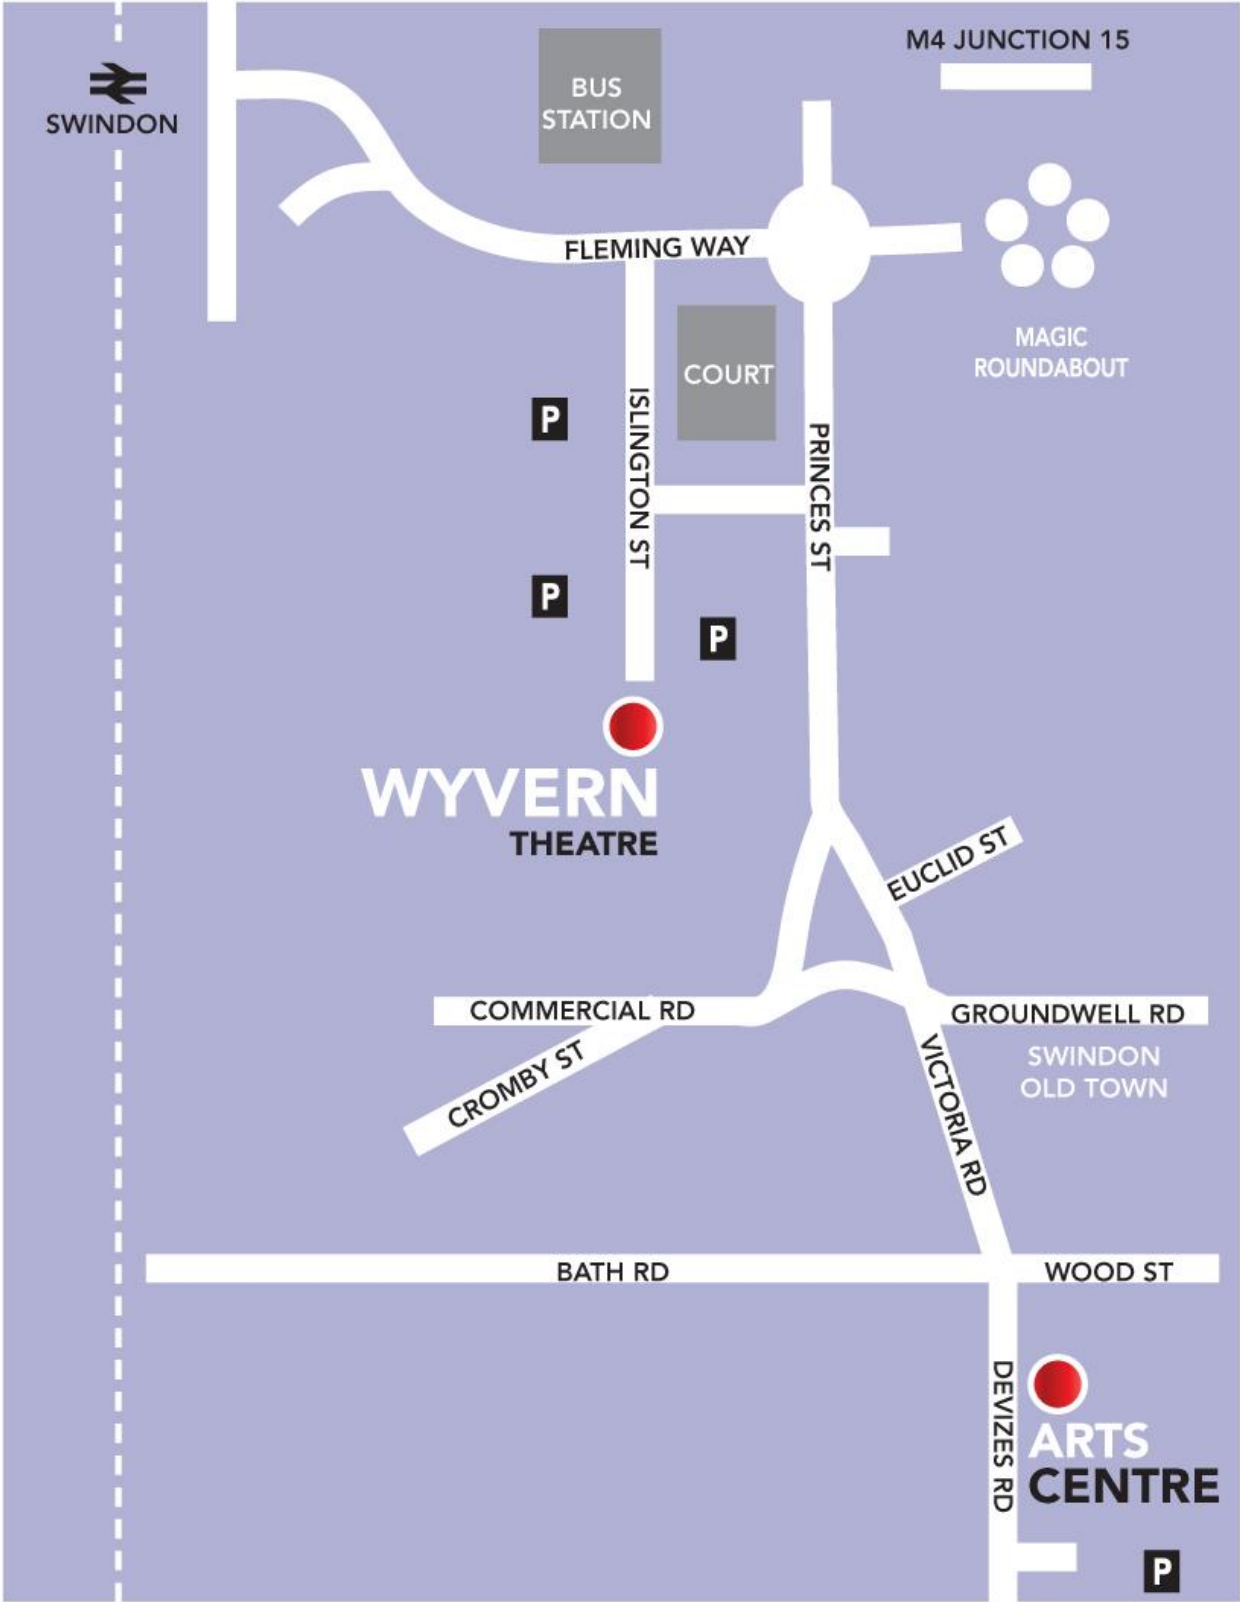 M4 JUNCTION 15
BUS
STATION
SWINDON
FLEMING WAY
MAGIC
ROUNDABOUT
COURT
ISLINGTON ST
PRINCES ST
P
P
P
WYVERN
THEATRE
EUCLID ST
COMMERCIAL RD
GROUNDWELL RD
CROMBY ST
SWINDON
OLD TOWN
VICTORIA RD
BATH RD
WOOD ST
DEVIZES RD
ARTS
CENTRE
P